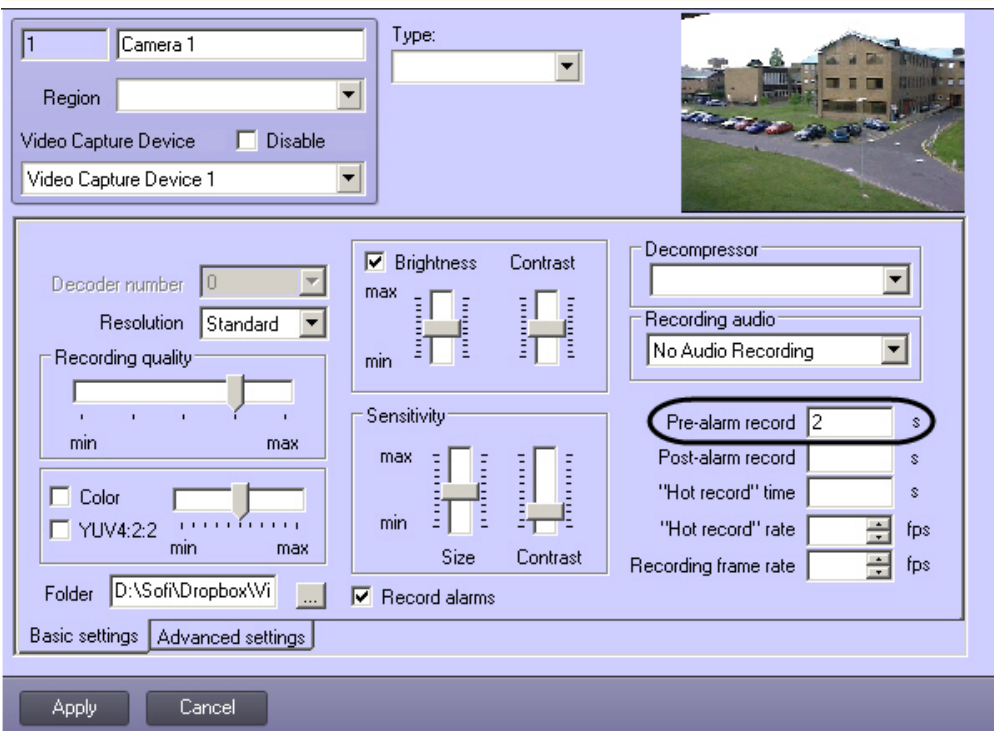 1
Camera 1
Type:
Region
Video Capture Device
Disable
Video Capture Device 1
Decoder number
0
Resolution
Standard
Recording quality
min
max
Color
YUV4:2:2
min
max
Folder
D:\Sofi\Dropbox\Vi
...
Brightness
Contrast
max
min
Sensitivity
max
min
Size
Contrast
Record alarms
Decompressor
Recording audio
No Audio Recording
Pre-alarm record 2 s
Post-alarm record s
"Hot record" time s
"Hot record" rate fps
Recording frame rate fps
Basic settings
Advanced settings
Apply
Cancel